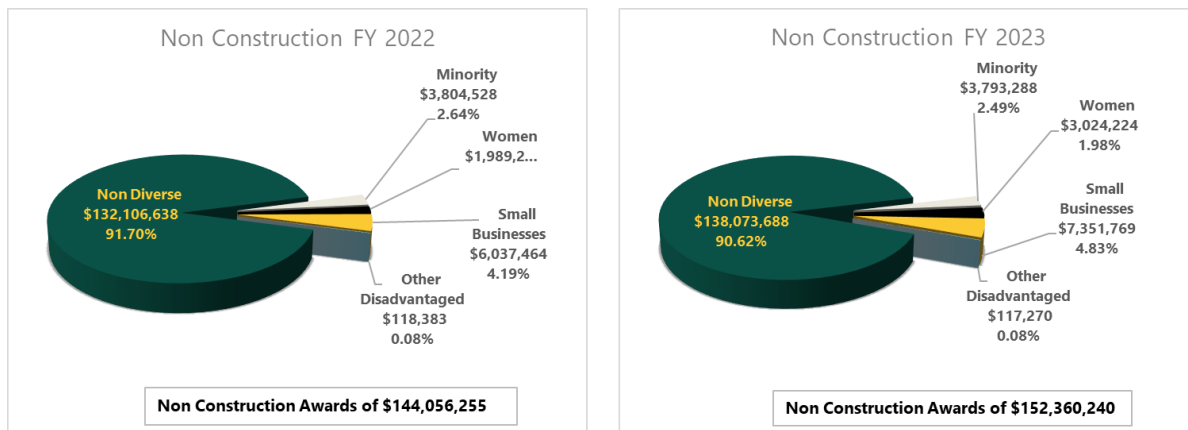 Non Construction FY 2022
Minority
$3,804,528
2.64%
Women
$1,989,2...
Non Diverse
$132,106,638
91.70%
Small
Businesses
$6,037,464
4.19%
Other
Disadvantaged
$118,383
0.08%
Non Construction Awards of $144,056,255
Non Construction FY 2023
Minority
$3,793,288
2.49%
Women
$3,024,224
1.98%
Non Diverse
$138,073,688
90.62%
Small
Businesses
$7,351,769
4.83%
Other
Disadvantaged
$117,270
0.08%
Non Construction Awards of $152,360,240